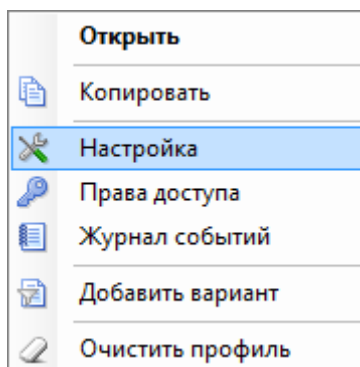 Открыть
Копировать
Настройка
Права доступа
Журнал событий
Добавить вариант
Очистить профиль